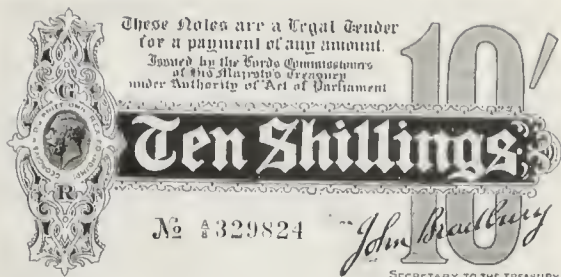 These Notes are a Legal Tender
for a payment of any amount.
Issued by the Lords Commissioners
of His Majesty's Treasury
under Authority of Act of Parliament
10/
G
R
Ten Shillings
No A/8 329824
John Bradbury
SECRETARY TO THE TREASURY